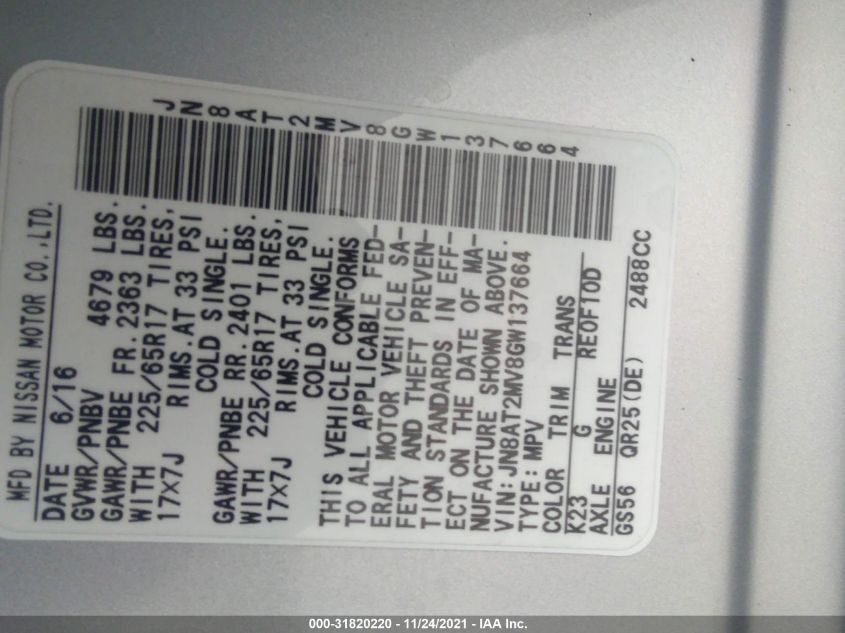 JN8AT2MV8GW137664
MFD BY NISSAN MOTOR CO.,LTD.
DATE 6/16
GVWR/PNBV 4679 LBS.
GAWR/PNBE FR. 2363 LBS.
WITH 225/65R17 TIRES,
17X7J RIMS.AT 33 PSI
COLD SINGLE.
GAWR/PNBE RR. 2401 LBS.
WITH 225/65R17 TIRES,
17X7J RIMS.AT 33 PSI
COLD SINGLE.
THIS VEHICLE CONFORMS
TO ALL APPLICABLE FED-
ERAL MOTOR VEHICLE SA-
FETY AND THEFT PREVEN-
TION STANDARDS IN EFF-
ECT ON THE DATE OF MA-
NUFACTURE SHOWN ABOVE.
VIN:JN8AT2MV8GW137664
TYPE:MPV
COLOR TRIM TRANS
K23 G RE0F10D
AXLE ENGINE
GS56 QR25(DE) 2488CC
000-31820220 - 11/24/2021 - IAA Inc.